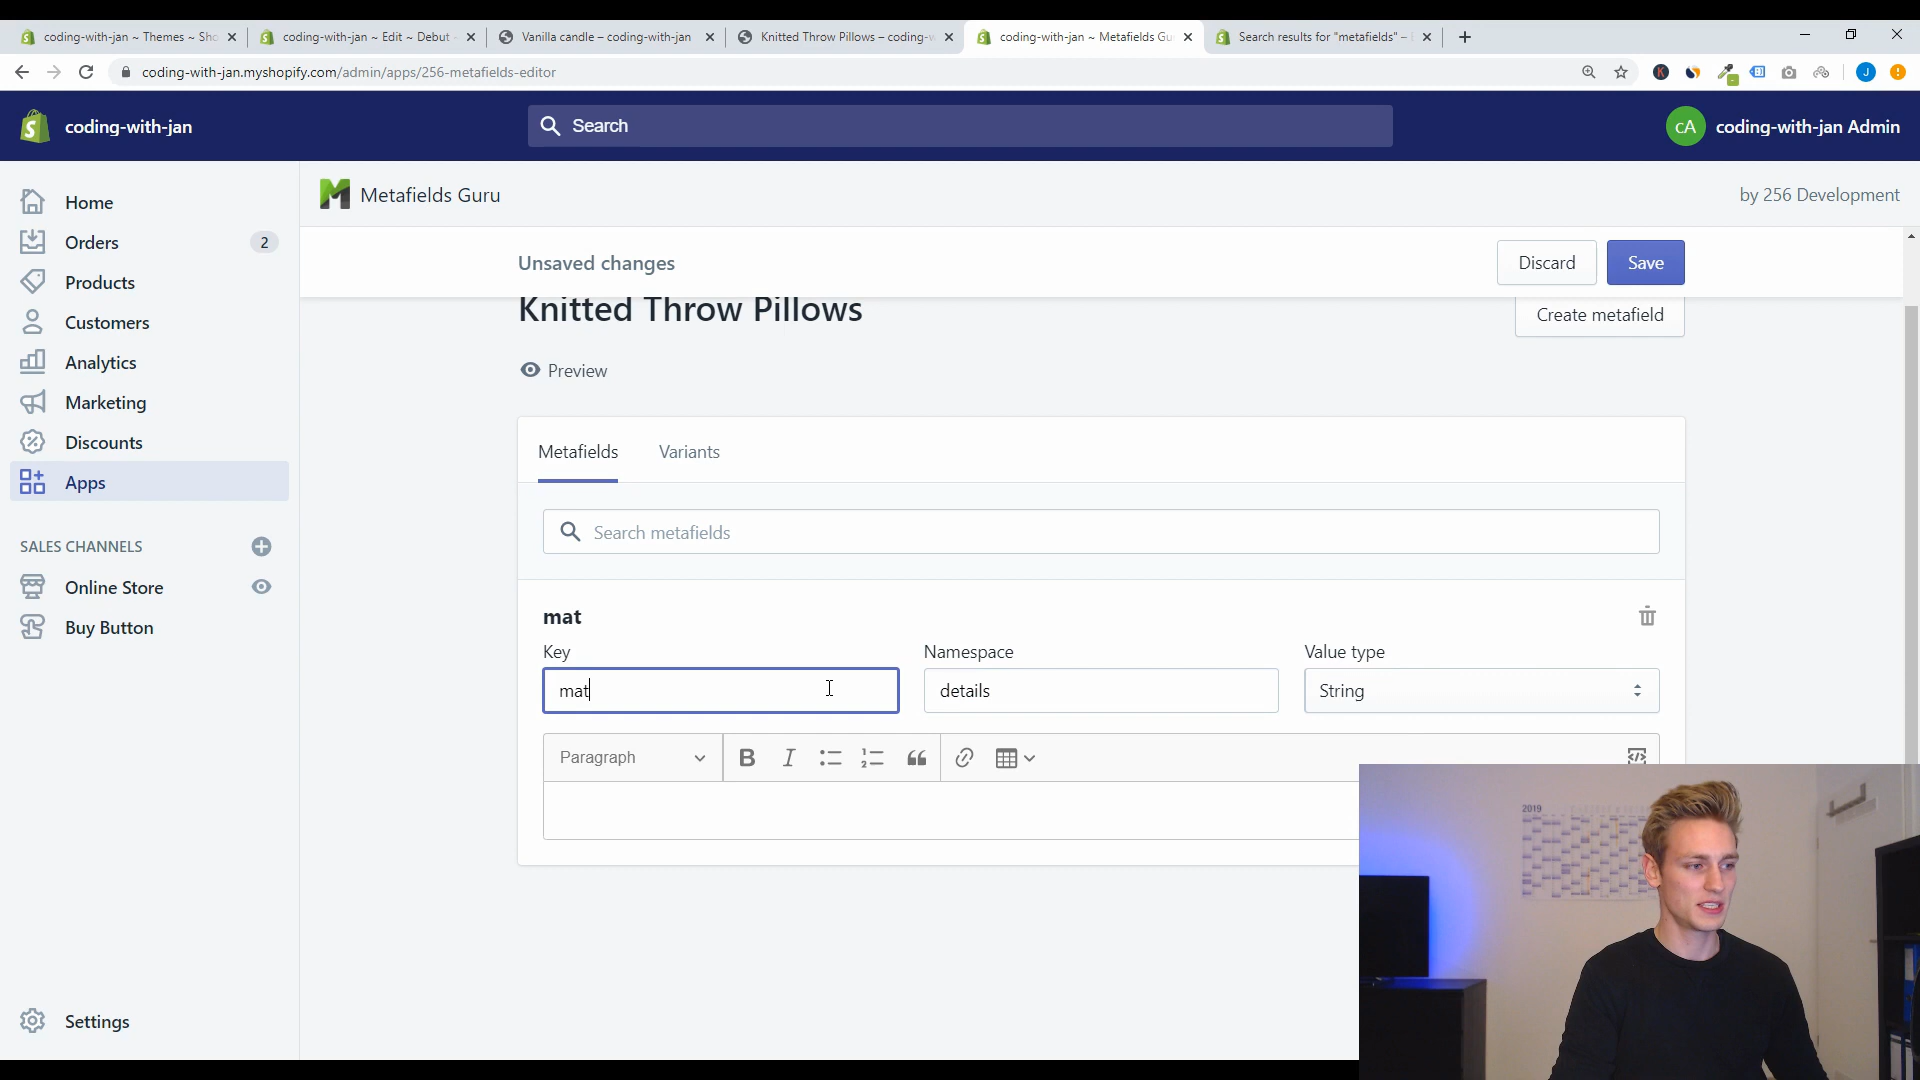 coding-with-jan ~ Themes ~ Sho
coding-with-jan ~ Edit ~ Debut
Vanilla candle – coding-with-jan
Knitted Throw Pillows – coding-w
coding-with-jan ~ Metafields Gu
Search results for "metafields" –
coding-with-jan.myshopify.com/admin/apps/256-metafields-editor
K
J
coding-with-jan
Search
cA
coding-with-jan Admin
Home
Orders
2
Products
Customers
Analytics
Marketing
Discounts
Apps
SALES CHANNELS
Online Store
Buy Button
Settings
Metafields Guru
by 256 Development
Unsaved changes
Discard
Save
Knitted Throw Pillows
Create metafield
Preview
Metafields
Variants
Search metafields
mat
Key
Namespace
Value type
mat
details
String
Paragraph
B
I
2019